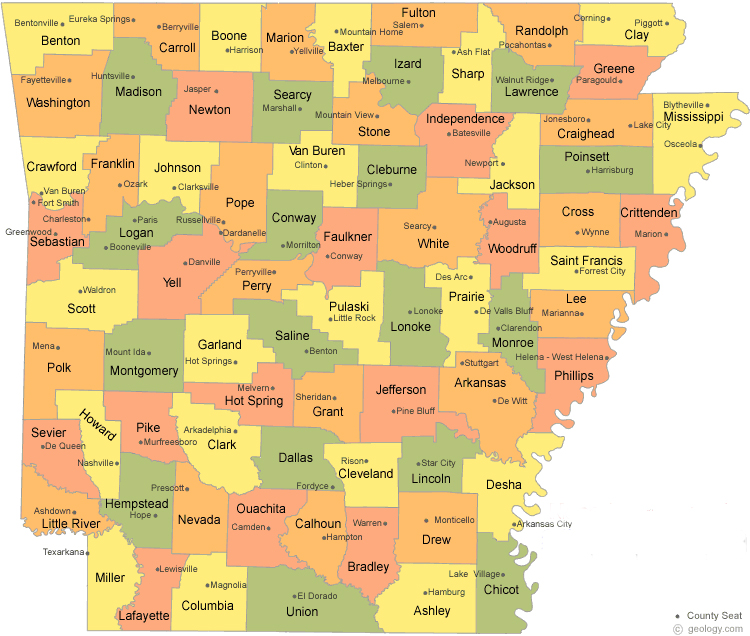 Bentonville
Eureka Springs
Benton
Berryville
Carroll
Boone
Harrison
Marion
Yellville
Mountain Home
Baxter
Fulton
Salem
Randolph
Pocahontas
Corning
Piggott
Clay
Fayetteville
Washington
Huntsville
Madison
Jasper
Newton
Searcy
Marshall
Izard
Melbourne
Ash Flat
Sharp
Walnut Ridge
Lawrence
Greene
Paragould
Mountain View
Stone
Independence
Batesville
Jonesboro
Craighead
Lake City
Blytheville
Mississippi
Osceola
Crawford
Van Buren
Franklin
Ozark
Johnson
Clarksville
Van Buren
Clinton
Cleburne
Heber Springs
Newport
Jackson
Poinsett
Harrisburg
Fort Smith
Charleston
Greenwood
Sebastian
Paris
Logan
Booneville
Pope
Russellville
Dardanelle
Conway
Morrilton
Faulkner
Conway
Searcy
White
Augusta
Woodruff
Cross
Wynne
Crittenden
Marion
Waldron
Scott
Danville
Yell
Perryville
Perry
Pulaski
Little Rock
Lonoke
Lonoke
Des Arc
Prairie
De Valls Bluff
Clarendon
Monroe
Saint Francis
Forrest City
Lee
Marianna
Mena
Polk
Mount Ida
Montgomery
Garland
Hot Springs
Saline
Benton
Helena - West Helena
Phillips
Malvern
Hot Spring
Sheridan
Grant
Jefferson
Pine Bluff
Stuttgart
Arkansas
De Witt
Howard
Nashville
Pike
Murfreesboro
Arkadelphia
Clark
Sevier
De Queen
Dallas
Fordyce
Rison
Cleveland
Star City
Lincoln
Desha
Arkansas City
Ashdown
Little River
Hempstead
Hope
Prescott
Nevada
Ouachita
Camden
Calhoun
Hampton
Warren
Bradley
Monticello
Drew
Texarkana
Miller
Lewisville
Lafayette
Magnolia
Columbia
El Dorado
Union
Hamburg
Ashley
Lake Village
Chicot
County Seat
© geology.com